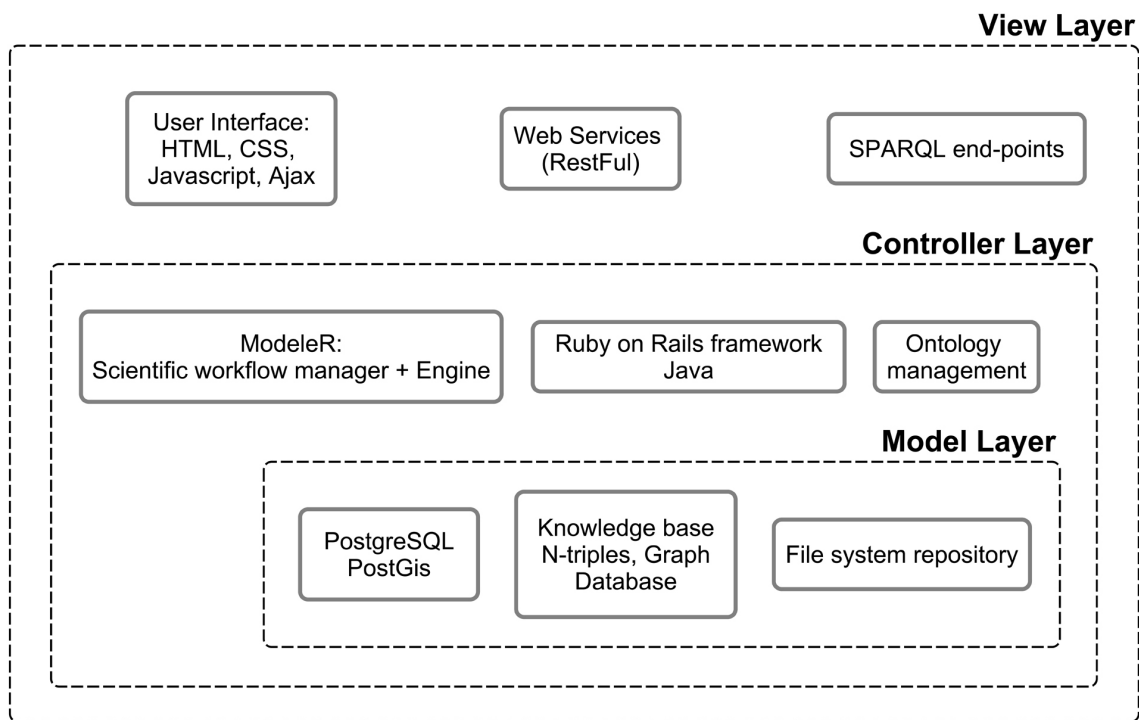 View Layer
User Interface:
HTML, CSS,
Javascript, Ajax
Web Services
(RestFul)
SPARQL end-points
Controller Layer
ModeleR:
Scientific workflow manager + Engine
Ruby on Rails framework
Java
Ontology
management
Model Layer
PostgreSQL
PostGis
Knowledge base
N-triples, Graph
Database
File system repository